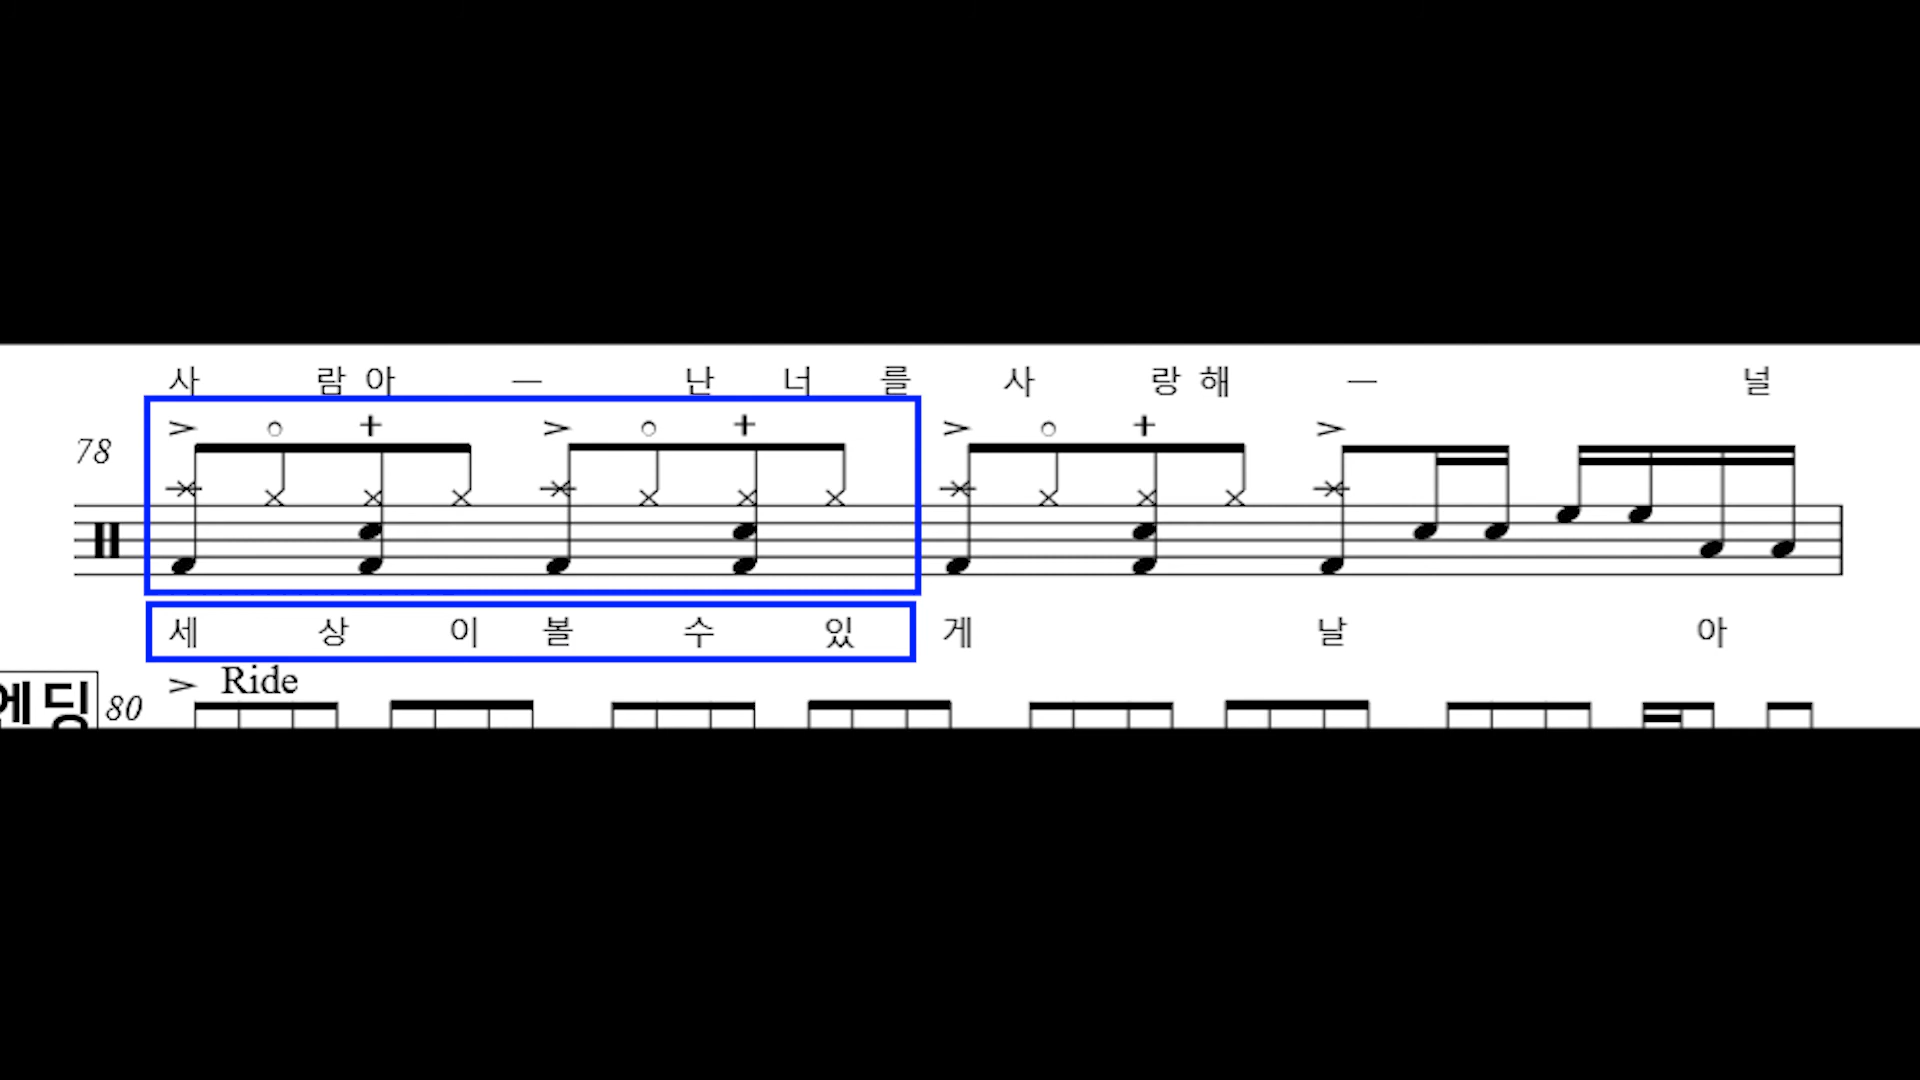 사 람 아 — 난 너 를 사 랑 해 — 널
78
세 상 이 볼 수 있 게 날 아
엔딩 80 Ride